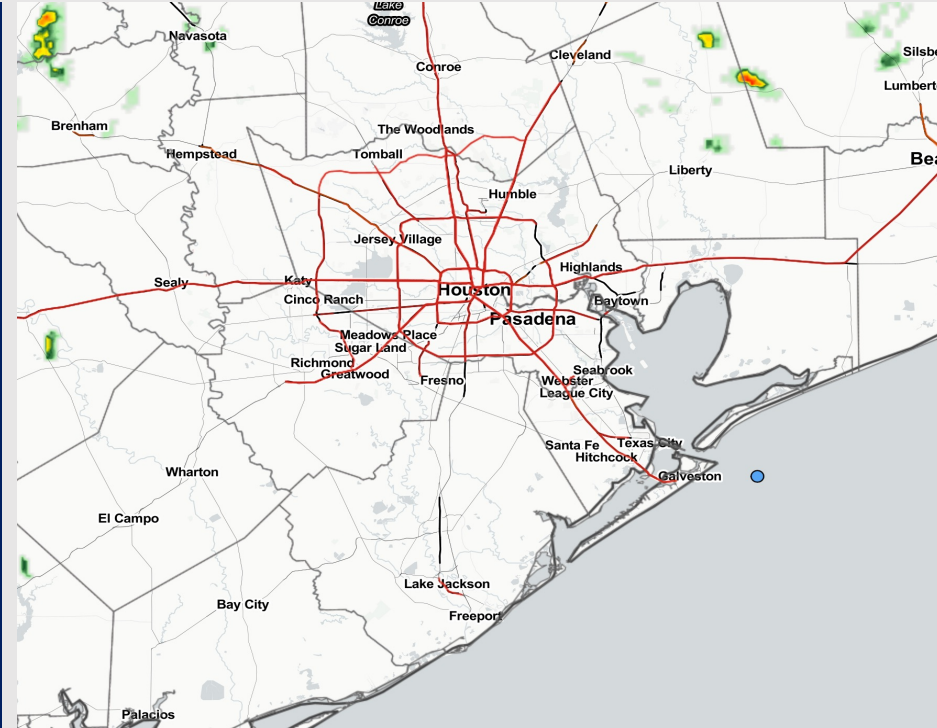 Lake
Conroe
Navasota
Silsbe
Cleveland
Conroe
Lumbert
Brenham
The Woodlands
Hempstead
Tomball
Bea
Liberty
Humble
Jersey Village
Highlands
Sealy
Katy
Houston
Cinco Ranch
Baytown
Pasadena
Meadows Place
Sugar Land
Richmond
Greatwood
Seabrook
Fresno
Webster
League City
Texas City
Santa Fe
Hitchcock
Wharton
Galveston
El Campo
Lake Jackson
Bay City
Freeport
Palacios